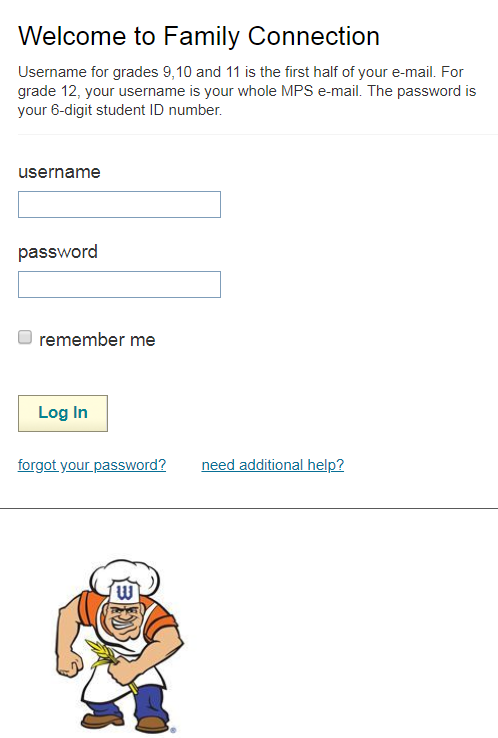 Welcome to Family Connection
Username for grades 9,10 and 11 is the first half of your e-mail. For
grade 12, your username is your whole MPS e-mail. The password is
your 6-digit student ID number.
username
password
remember me
Log In
forgot your password? need additional help?
W
®